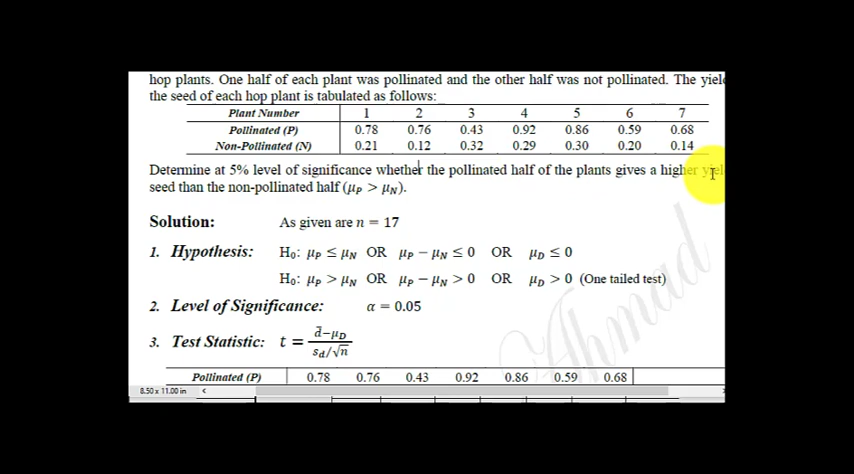 hop plants. One half of each plant was pollinated and the other half was not pollinated. The
the seed of each hop plant is tabulated as follows:
Plant Number 1 2 3 4 5 6 7
Pollinated (P) 0.78 0.76 0.43 0.92 0.86 0.59 0.68
Non-Pollinated (N) 0.21 0.12 0.32 0.29 0.30 0.20 0.14
Determine at 5% level of significance whether the pollinated half of the plants gives a higher
seed than the non-pollinated half (μP > μN).
Solution: As given are n = 17
1. Hypothesis: H₀: μP ≤ μN OR μP − μN ≤ 0 OR μD ≤ 0
H₀: μP > μN OR μP − μN > 0 OR μD > 0 (One tailed test)
2. Level of Significance: α = 0.05
3. Test Statistic: t = (d̄−μD)/(sd/√n)
Pollinated (P) 0.78 0.76 0.43 0.92 0.86 0.59 0.68
8.50 x 11.00 in
Ahmad